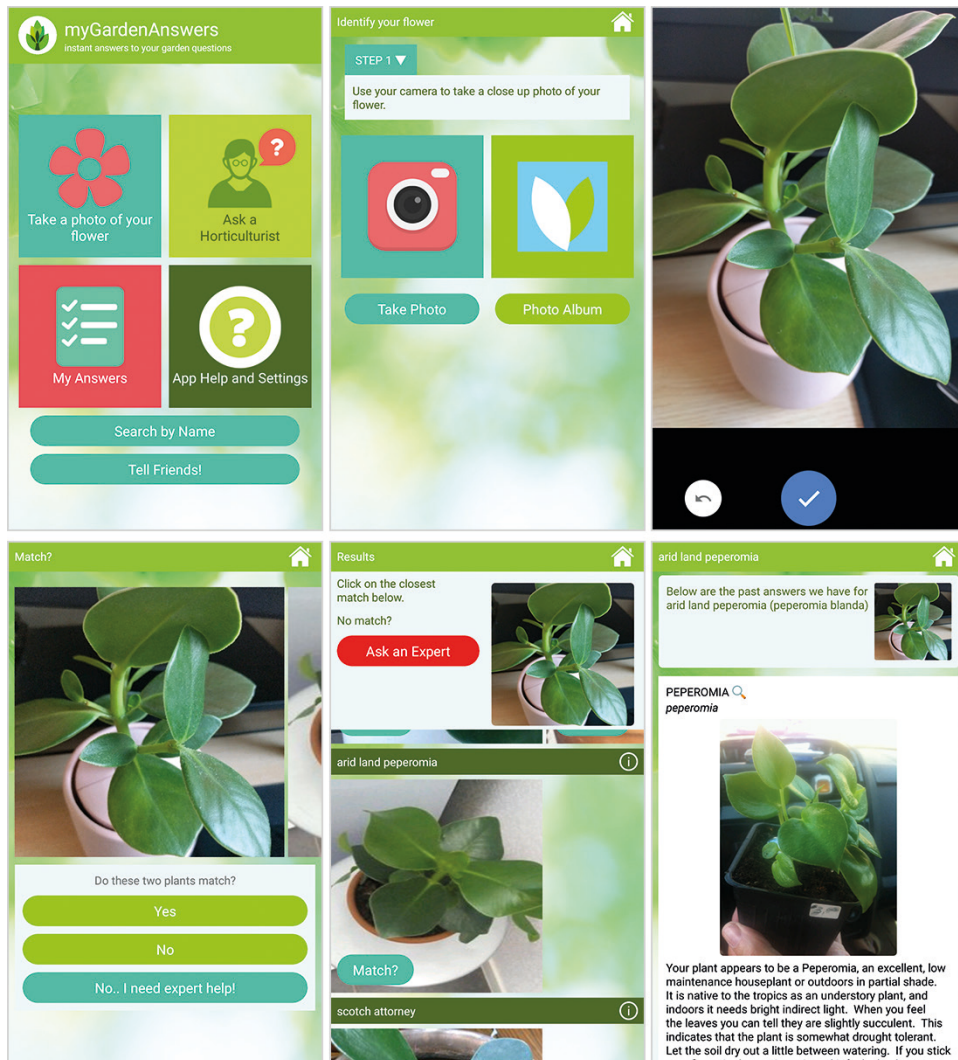 myGardenAnswers
instant answers to your garden questions
Take a photo of your
flower
?
Ask a
Horticulturist
My Answers
?
App Help and Settings
Search by Name
Tell Friends!
Identify your flower
STEP 1 ▼
Use your camera to take a close up photo of your
flower.
Take Photo
Photo Album
Match?
Do these two plants match?
Yes
No
No.. I need expert help!
Results
Click on the closest
match below.
No match?
Ask an Expert
arid land peperomia
i
Match?
scotch attorney
i
arid land peperomia
Below are the past answers we have for
arid land peperomia (peperomia blanda)
PEPEROMIA
peperomia
Your plant appears to be a Peperomia, an excellent, low
maintenance houseplant or outdoors in partial shade.
It is native to the tropics as an understory plant, and
indoors it needs bright indirect light. When you feel
the leaves you can tell they are slightly succulent. This
indicates that the plant is somewhat drought tolerant.
Let the soil dry out a little between watering. If you stick